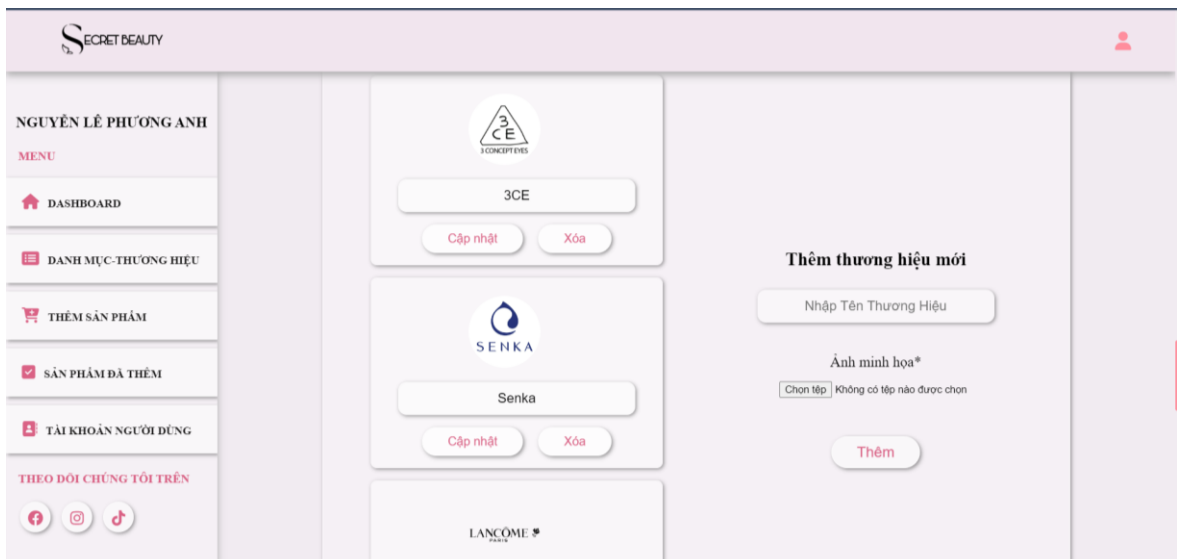 SECRET BEAUTY
NGUYỄN LÊ PHƯƠNG ANH
MENU
DASHBOARD
DANH MỤC-THƯƠNG HIỆU
THÊM SẢN PHẨM
SẢN PHẨM ĐÃ THÊM
TÀI KHOẢN NGƯỜI DÙNG
THEO DÕI CHÚNG TÔI TRÊN
3
CE
3 CONCEPT EYES
3CE
Cập nhật Xóa
SENKA
Senka
Cập nhật Xóa
LANCÔME
PARIS
Thêm thương hiệu mới
Nhập Tên Thương Hiệu
Ảnh minh họa*
Chọn tệp Không có tệp nào được chọn
Thêm